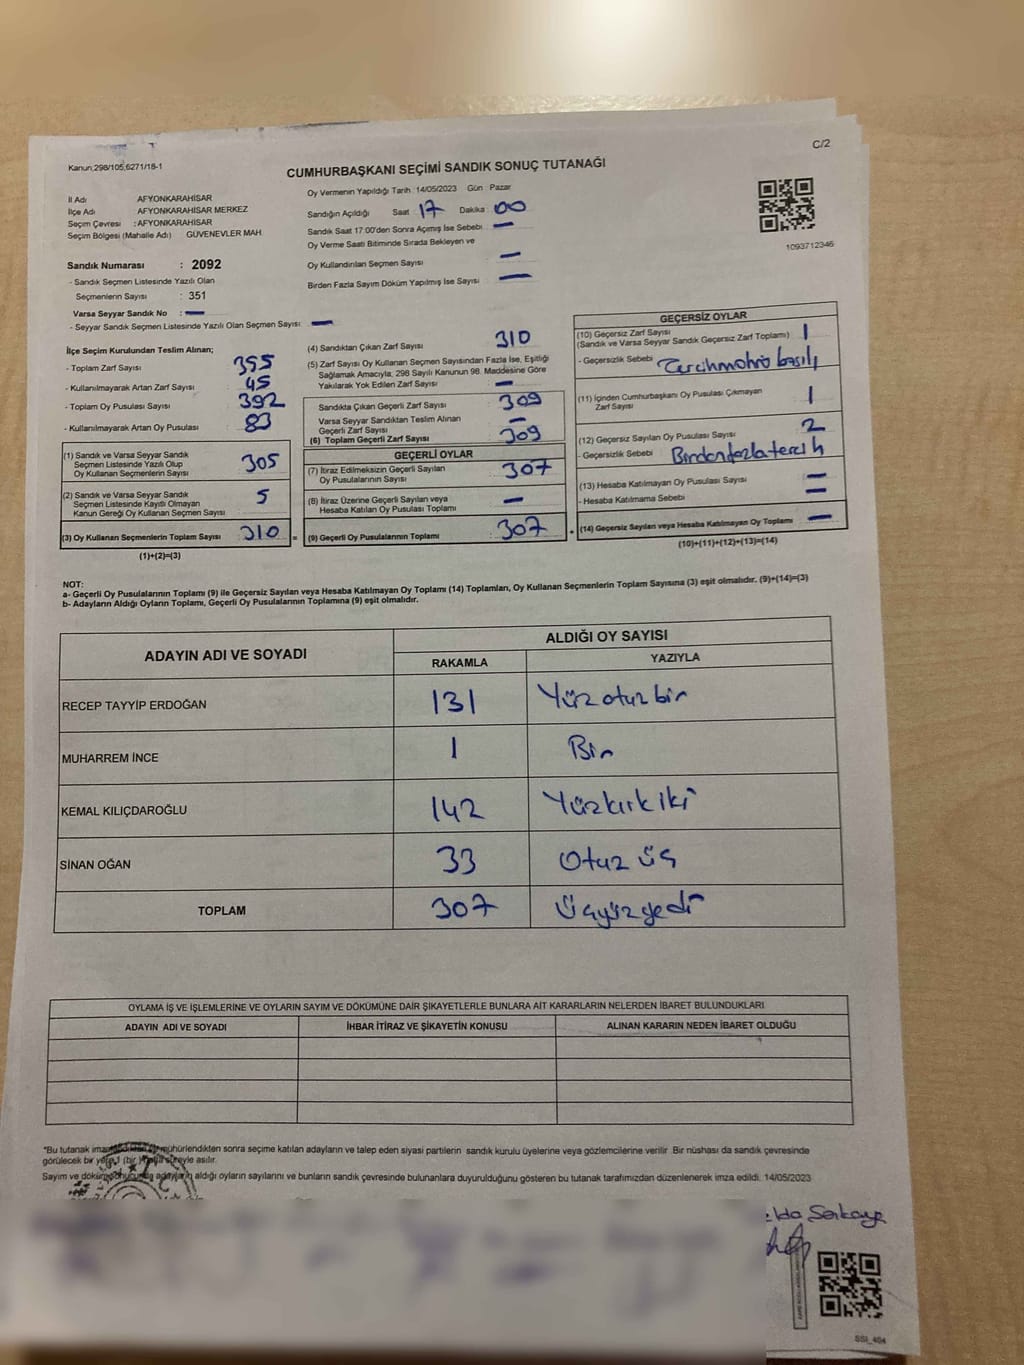 C/2
Kanun,298/105,6271/18-1
CUMHURBAŞKANI SEÇİMİ SANDIK SONUÇ TUTANAĞI
İl Adı AFYONKARAHİSAR
İlçe Adı AFYONKARAHİSAR MERKEZ
Seçim Çevresi : AFYONKARAHİSAR
Seçim Bölgesi (Mahalle Adı) GÜVENEVLER MAH.
Sandık Numarası : 2092
- Sandık Seçmen Listesinde Yazılı Olan
Seçmenlerin Sayısı : 351
Varsa Seyyar Sandık No : —
- Seyyar Sandık Seçmen Listesinde Yazılı Olan Seçmen Sayısı: —
Oy Vermenin Yapıldığı Tarih : 14/05/2023 Gün : Pazar
Sandığın Açıldığı Saat : 17 Dakika : 00
Sandık Saat 17.00'den Sonra Açımış İse Sebebi : —
Oy Verme Saati Bitiminde Sırada Bekleyen ve
Oy Kullandırılan Seçmen Sayısı —
Birden Fazla Sayım Döküm Yapılmış İse Sayısı : —
1093712346
İlçe Seçim Kurulundan Teslim Alınan;
- Toplam Zarf Sayısı : 355
- Kullanılmayarak Artan Zarf Sayısı : 45
- Toplam Oy Pusulası Sayısı : 392
- Kullanılmayarak Artan Oy Pusulası : 83
(1) Sandık ve Varsa Seyyar Sandık
Seçmen Listesinde Yazılı Olup
Oy Kullanan Seçmenlerin Sayısı 305
(2) Sandık ve Varsa Seyyar Sandık
Seçmen Listesinde Kayıtlı Olmayan
Kanun Gereği Oy Kullanan Seçmen Sayısı 5
(3) Oy Kullanan Seçmenlerin Toplam Sayısı 310 =
(1)+(2)=(3)
(4) Sandıktan Çıkan Zarf Sayısı : 310
(5) Zarf Sayısı Oy Kullanan Seçmen Sayısından Fazla İse, Eşitliği
Sağlamak Amacıyla, 298 Sayılı Kanunun 98. Maddesine Göre
Yakılarak Yok Edilen Zarf Sayısı : —
Sandıkta Çıkan Geçerli Zarf Sayısı : 309
Varsa Seyyar Sandıktan Teslim Alınan
Geçerli Zarf Sayısı : —
(6) Toplam Geçerli Zarf Sayısı : 309
GEÇERLİ OYLAR
(7) İtiraz Edilmeksizin Geçerli Sayılan
Oy Pusulalarının Sayısı : 307
(8) İtiraz Üzerine Geçerli Sayılan veya
Hesaba Katılan Oy Pusulası Toplamı : —
(9) Geçerli Oy Pusulalarının Toplamı : 307 +
GEÇERSİZ OYLAR
(10) Geçersiz Zarf Sayısı
(Sandık ve Varsa Seyyar Sandık Geçersiz Zarf Toplamı) : 1
- Geçersizlik Sebebi : Tercihmührü basılı
(11) İçinden Cumhurbaşkanı Oy Pusulası Çıkmayan
Zarf Sayısı : 1
(12) Geçersiz Sayılan Oy Pusulası Sayısı : 2
- Geçersizlik Sebebi : Birdenfazlatercih
(13) Hesaba Katılmayan Oy Pusulası Sayısı : —
- Hesaba Katılmama Sebebi : —
(14) Geçersiz Sayılan veya Hesaba Katılmayan Oy Toplamı : —
(10)+(11)+(12)+(13)=(14)
NOT:
a- Geçerli Oy Pusulalarının Toplamı (9) ile Geçersiz Sayılan veya Hesaba Katılmayan Oy Toplamı (14) Toplamları, Oy Kullanan Seçmenlerin Toplam Sayısına (3) eşit olmalıdır. (9)+(14)=(3)
b- Adayların Aldığı Oyların Toplamı, Geçerli Oy Pusulalarının Toplamına (9) eşit olmalıdır.
ADAYIN ADI VE SOYADI ALDIĞI OY SAYISI
RAKAMLA YAZIYLA
RECEP TAYYİP ERDOĞAN 131 Yüz otuz bir
MUHARREM İNCE 1 Bir
KEMAL KILIÇDAROĞLU 142 Yüzkırk iki
SİNAN OĞAN 33 Otuz üç
TOPLAM 307 Üçyüzyedi
OYLAMA İŞ VE İŞLEMLERİNE VE OYLARIN SAYIM VE DÖKÜMÜNE DAİR ŞİKAYETLERLE BUNLARA AİT KARARLARIN NELERDEN İBARET BULUNDUKLARI
ADAYIN ADI VE SOYADI İHBAR İTİRAZ VE ŞİKAYETİN KONUSU ALINAN KARARIN NEDEN İBARET OLDUĞU
*Bu tutanak mühürlendikten sonra seçime katılan adayların ve talep eden siyasi partilerin sandık kurulu üyelerine veya gözlemcilerine verilir. Bir nüshası da sandık çevresinde
görülecek bir yere 1 (bir) süreyle asılır.
Sayım ve döküm adayların aldığı oyların sayılarını ve bunların sandık çevresinde bulunanlara duyurulduğunu gösteren bu tutanak tarafımızdan düzenlenerek imza edildi. 14/05/2023
SSI_404